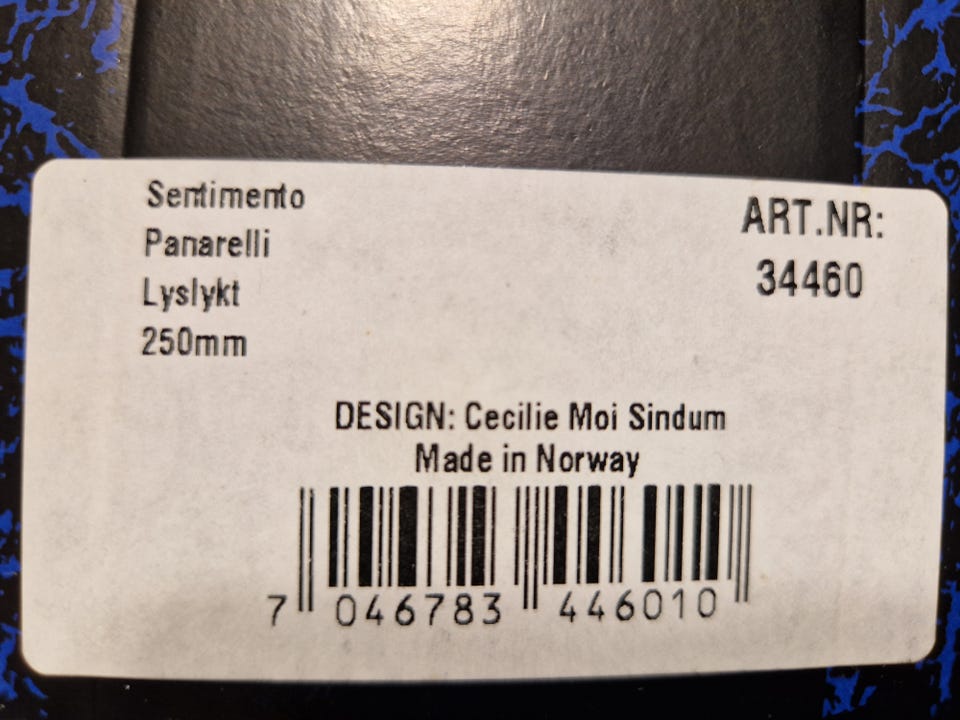 Sentimento
Panarelli
Lyslykt
250mm
ART.NR:
34460
DESIGN: Cecilie Moi Sindum
Made in Norway
7 046783 446010